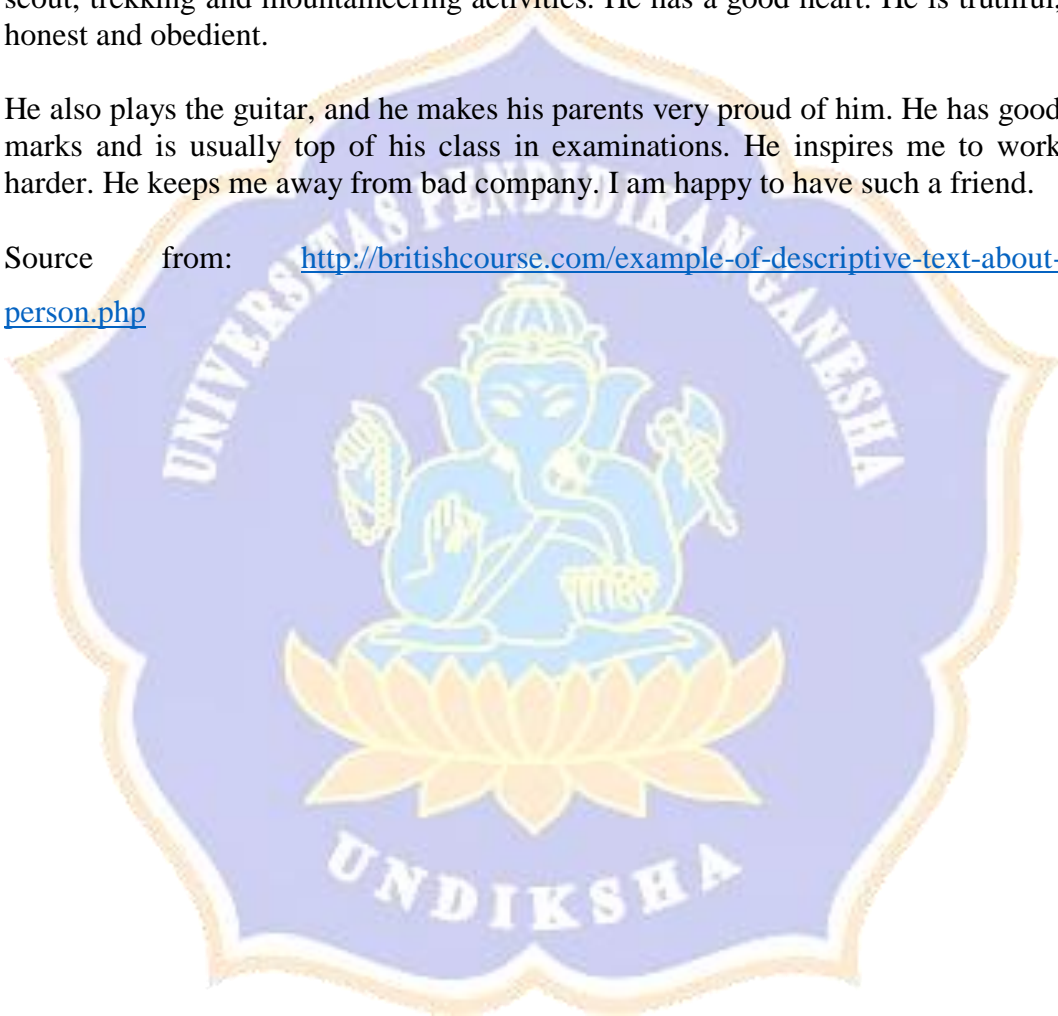 scout, trekking and mountaineering activities. He has a good heart. He is truthful,
honest and obedient.
He also plays the guitar, and he makes his parents very proud of him. He has good
marks and is usually top of his class in examinations. He inspires me to work
harder. He keeps me away from bad company. I am happy to have such a friend.
Source from: http://britishcourse.com/example-of-descriptive-text-about-
person.php
UNIVERSITAS PENDIDIKAN GANESHA
UNDIKSHA